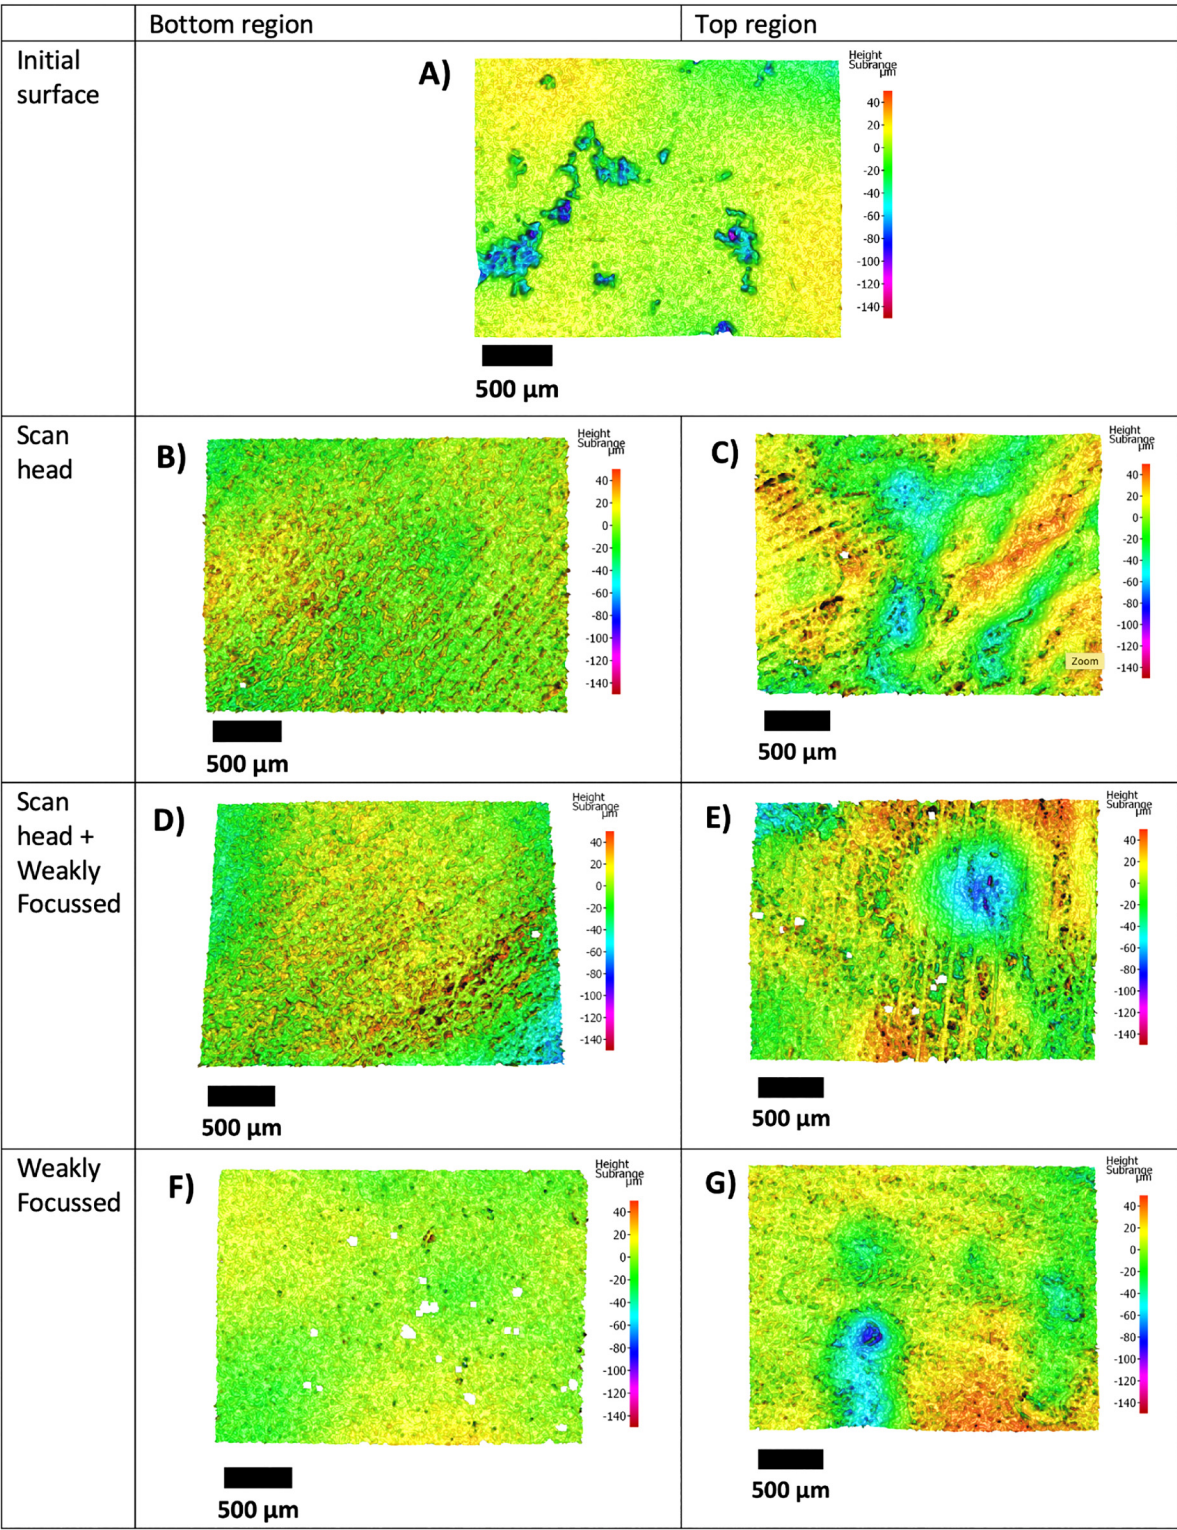 Bottom region
Top region
Initial
surface
A)
Height
Subrange
µm
40
20
0
-20
-40
-60
-80
-100
-120
-140
500 µm
Scan
head
B)
Height
Subrange
µm
40
20
0
-20
-40
-60
-80
-100
-120
-140
500 µm
C)
Height
Subrange
µm
40
20
0
-20
-40
-60
-80
-100
-120
-140
Zoom
500 µm
Scan
head +
Weakly
Focussed
D)
Height
Subrange
µm
40
20
0
-20
-40
-60
-80
-100
-120
-140
500 µm
E)
Height
Subrange
µm
40
20
0
-20
-40
-60
-80
-100
-120
-140
500 µm
Weakly
Focussed
F)
Height
Subrange
µm
40
20
0
-20
-40
-60
-80
-100
-120
-140
500 µm
G)
Height
Subrange
µm
40
20
0
-20
-40
-60
-80
-100
-120
-140
500 µm